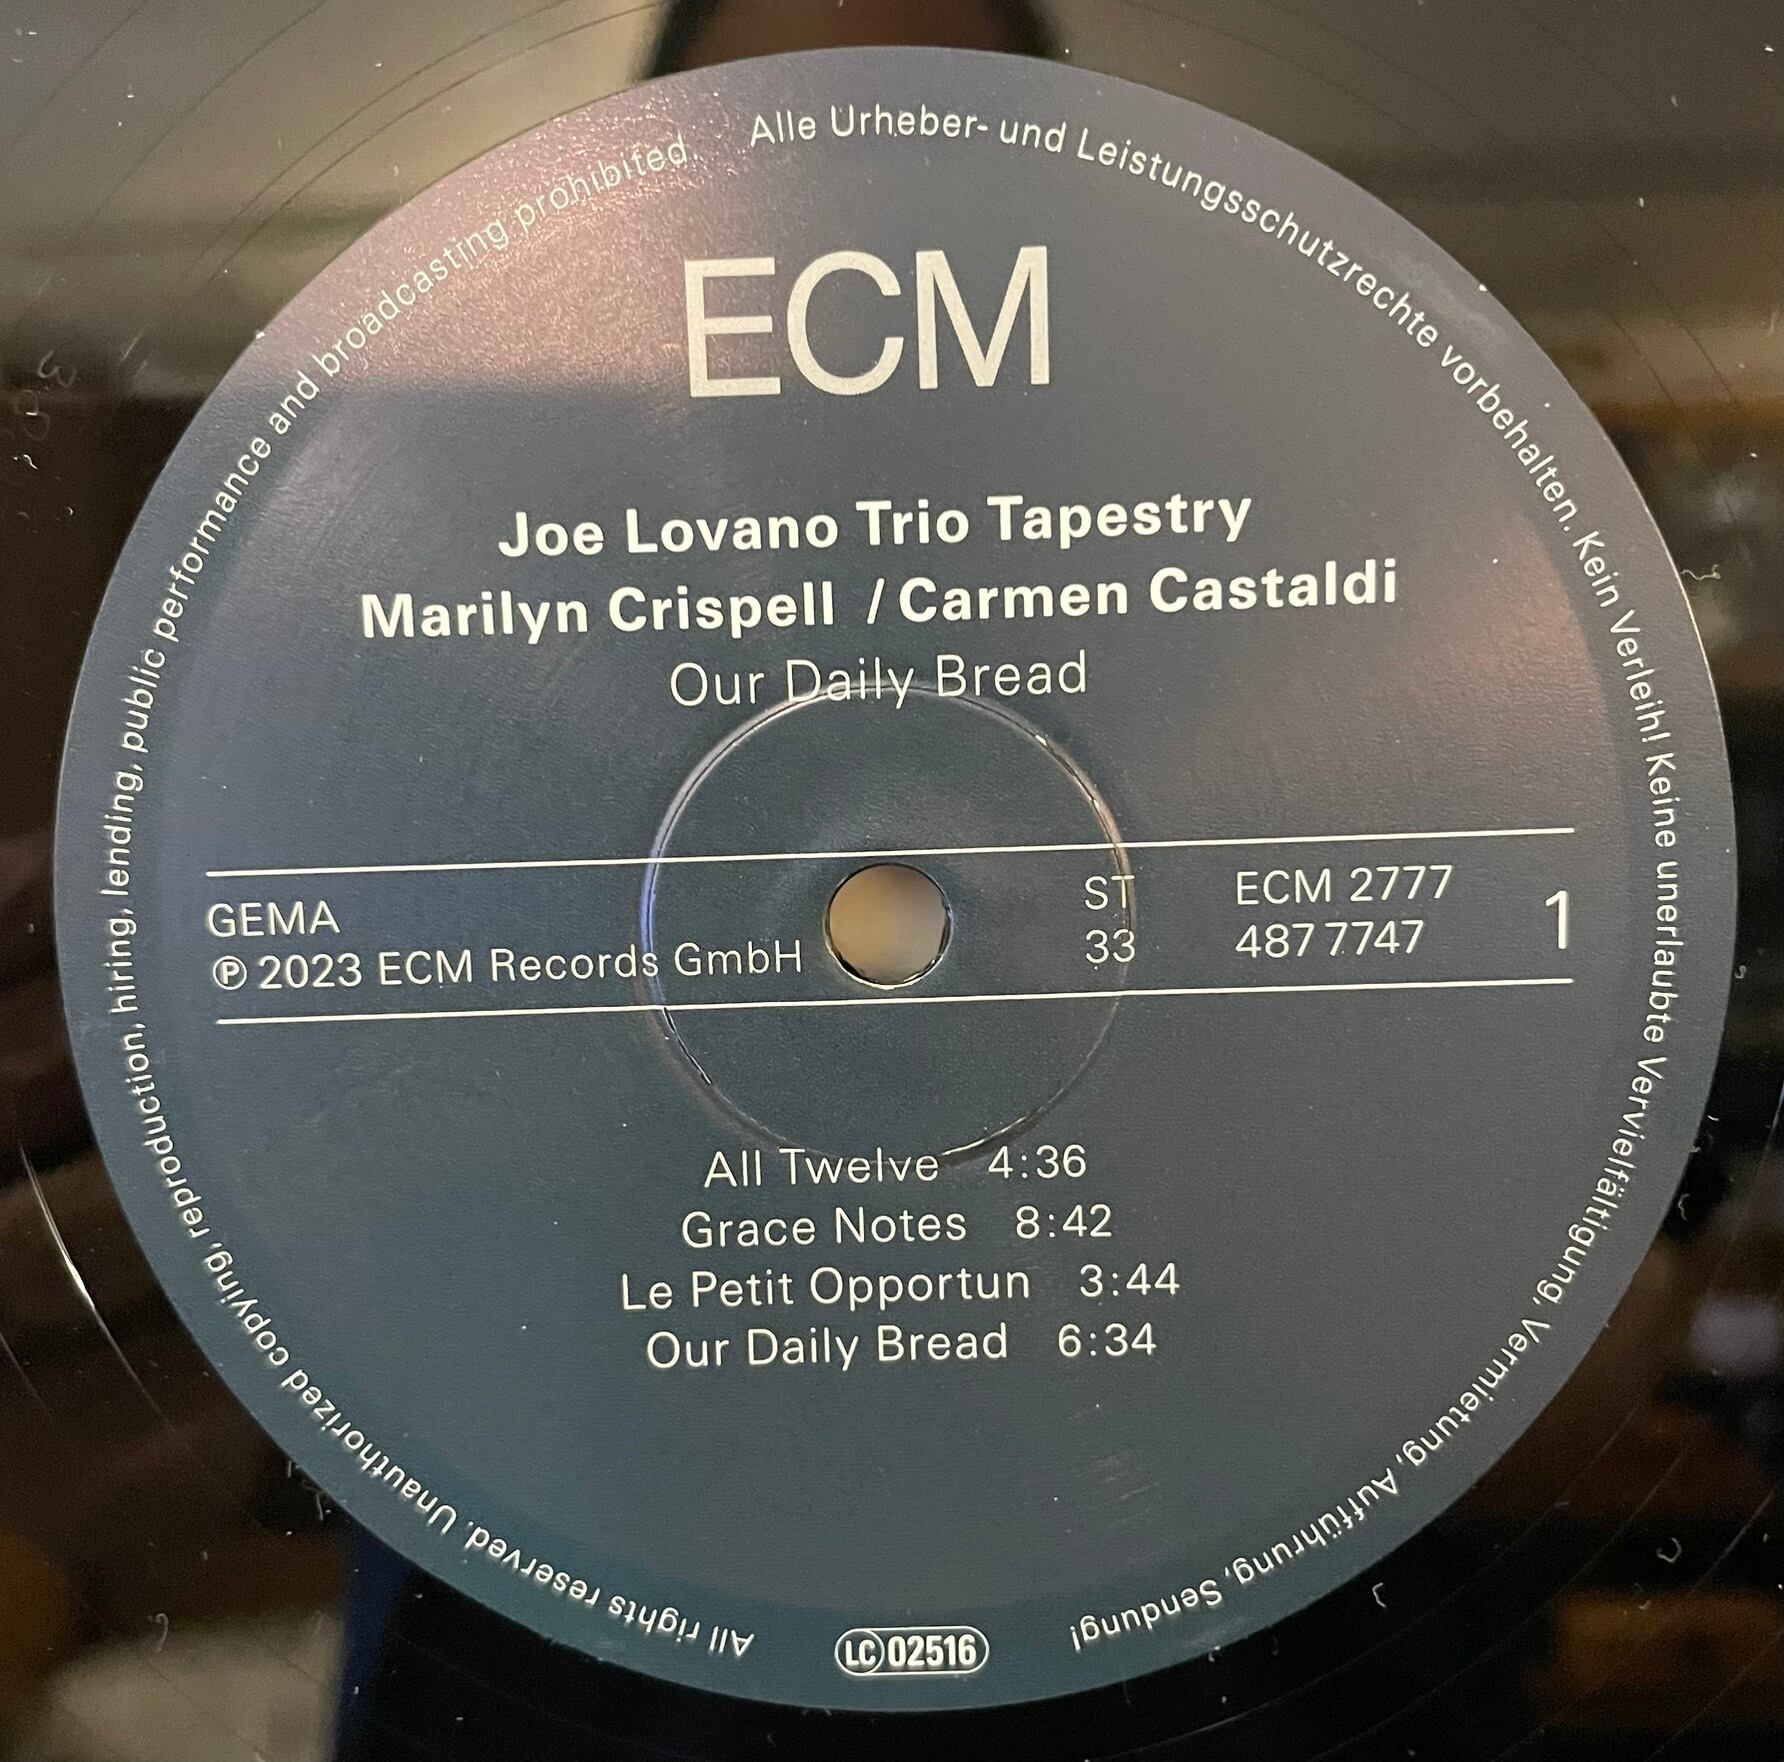 Alle Urheber- und Leistungsschutzrechte vorbehalten. Kein Verleih! Keine unerlaubte Vervielfältigung, Vermietung, Aufführung, Sendung!
ECM
Joe Lovano Trio Tapestry
Marilyn Crispell / Carmen Castaldi
Our Daily Bread
GEMA
℗ 2023 ECM Records GmbH
ST
33
ECM 2777
487 7747
1
All Twelve 4:36
Grace Notes 8:42
Le Petit Opportun 3:44
Our Daily Bread 6:34
LC 02516
All rights reserved. Unauthorized copying, reproduction, hiring, lending, public performance and broadcasting prohibited.